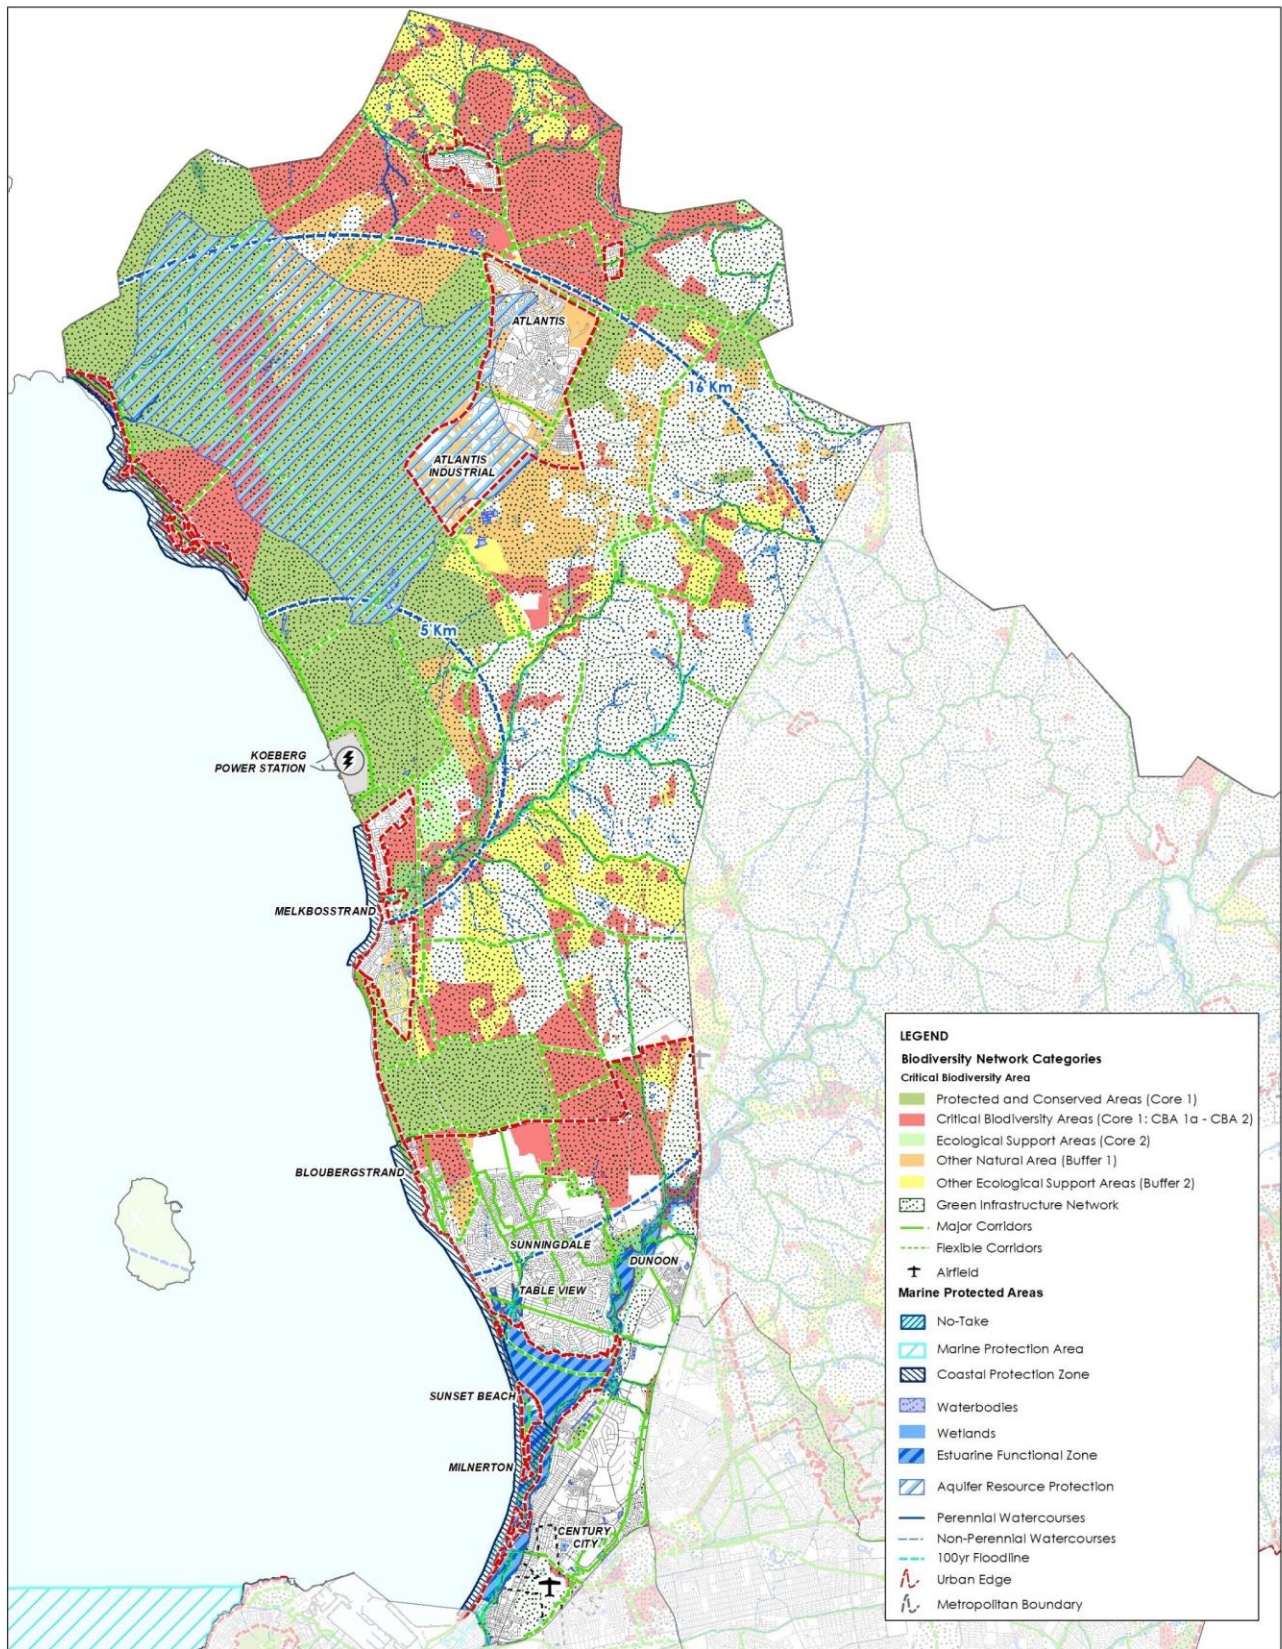 ATLANTIS
16 Km
ATLANTIS
INDUSTRIAL
5 Km
KOEBERG
POWER STATION
MELKBOSSTRAND
BLOUBERGSTRAND
SUNNINGDALE
DUNOON
TABLE VIEW
SUNSET BEACH
MILNERTON
CENTURY
CITY
LEGEND
Biodiversity Network Categories
Critical Biodiversity Area
Protected and Conserved Areas (Core 1)
Critical Biodiversity Areas (Core 1: CBA 1a - CBA 2)
Ecological Support Areas (Core 2)
Other Natural Area (Buffer 1)
Other Ecological Support Areas (Buffer 2)
Green Infrastructure Network
Major Corridors
Flexible Corridors
Airfield
Marine Protected Areas
No-Take
Marine Protection Area
Coastal Protection Zone
Waterbodies
Wetlands
Estuarine Functional Zone
Aquifer Resource Protection
Perennial Watercourses
Non-Perennial Watercourses
100yr Floodline
Urban Edge
Metropolitan Boundary